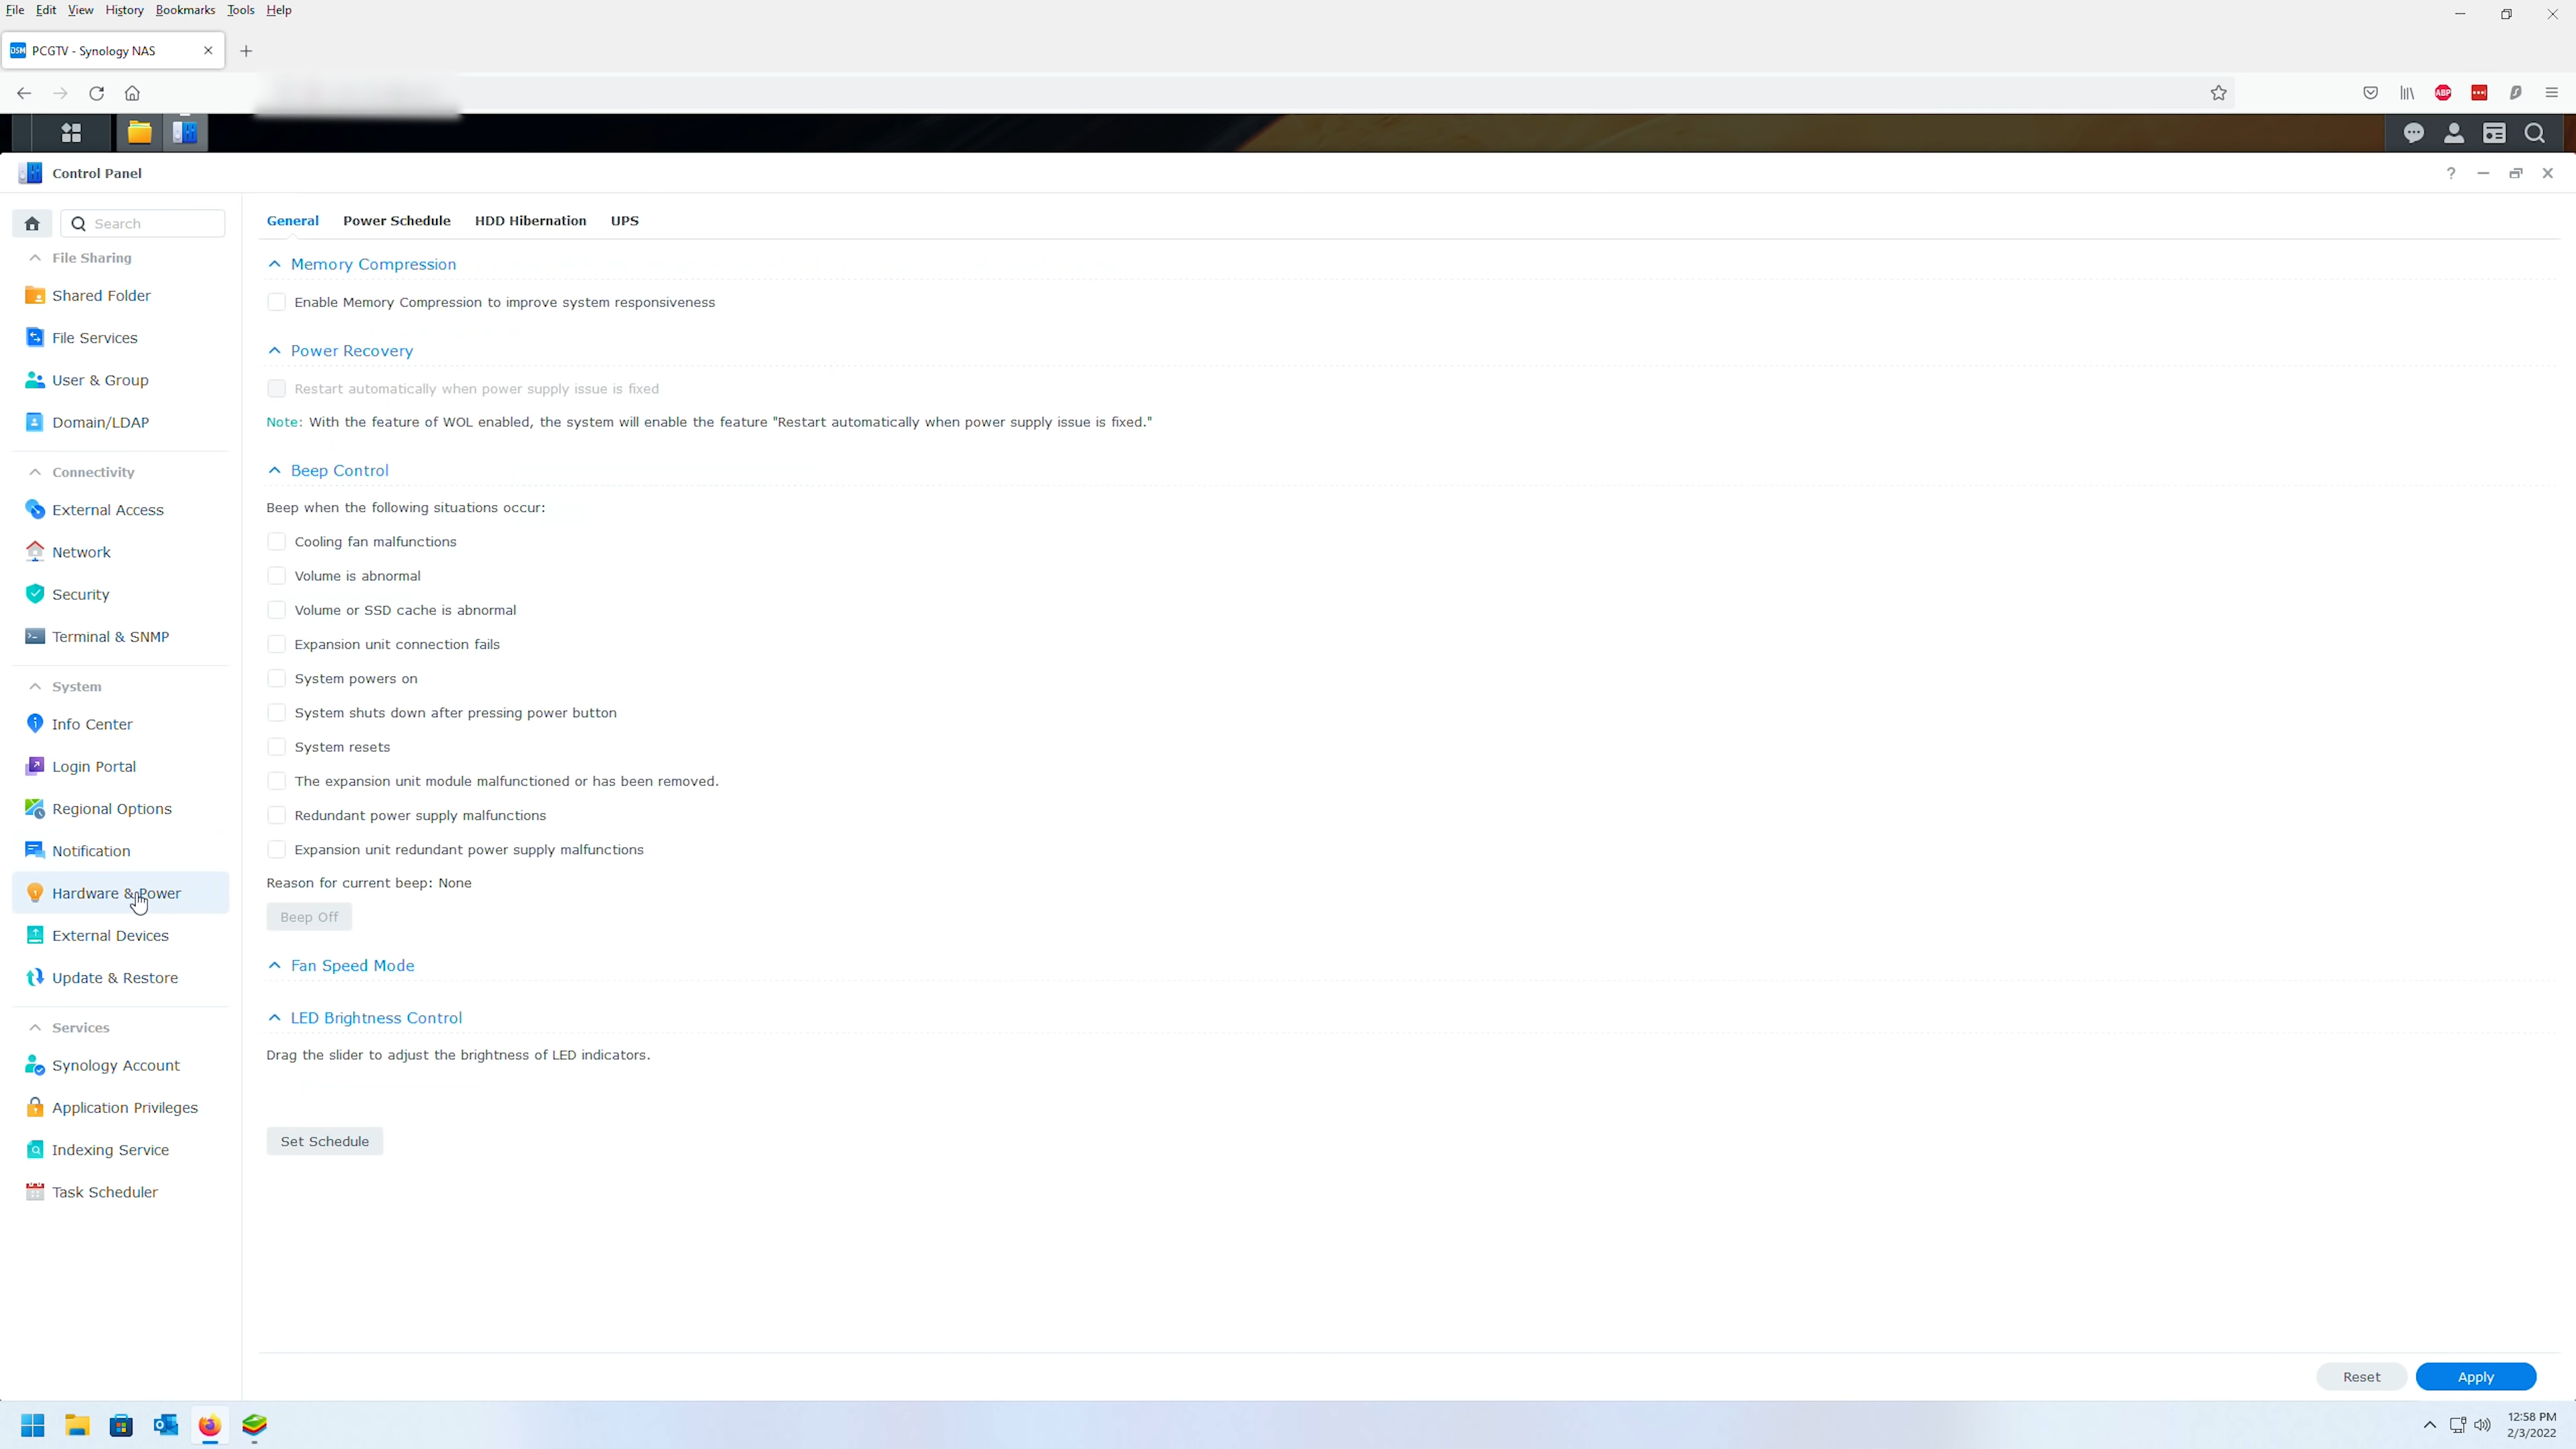 File Edit View History Bookmarks Tools Help
DSM PCGTV - Synology NAS
ABP
Control Panel
Search
General Power Schedule HDD Hibernation UPS
File Sharing
Shared Folder
File Services
User & Group
Domain/LDAP
Connectivity
External Access
Network
Security
Terminal & SNMP
System
Info Center
Login Portal
Regional Options
Notification
Hardware & Power
External Devices
Update & Restore
Services
Synology Account
Application Privileges
Indexing Service
Task Scheduler
Memory Compression
Enable Memory Compression to improve system responsiveness
Power Recovery
Restart automatically when power supply issue is fixed
Note: With the feature of WOL enabled, the system will enable the feature "Restart automatically when power supply issue is fixed."
Beep Control
Beep when the following situations occur:
Cooling fan malfunctions
Volume is abnormal
Volume or SSD cache is abnormal
Expansion unit connection fails
System powers on
System shuts down after pressing power button
System resets
The expansion unit module malfunctioned or has been removed.
Redundant power supply malfunctions
Expansion unit redundant power supply malfunctions
Reason for current beep: None
Beep Off
Fan Speed Mode
LED Brightness Control
Drag the slider to adjust the brightness of LED indicators.
Set Schedule
Reset Apply
12:58 PM
2/3/2022